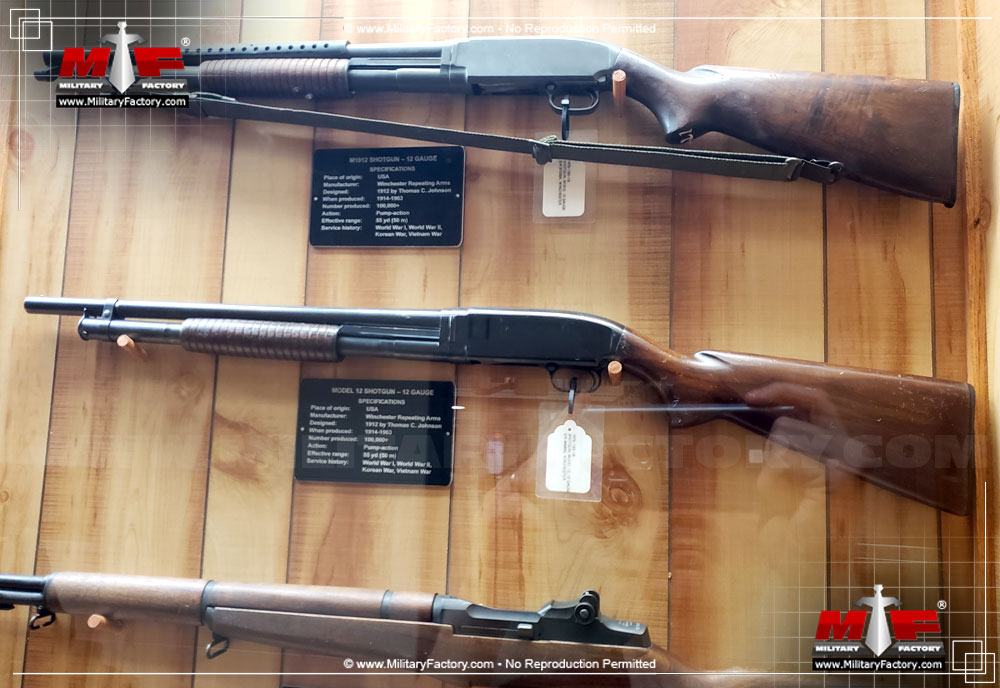 © www.MilitaryFactory.com - No Reproduction Permitted
MF®
MILITARY FACTORY
www.MilitaryFactory.com
M1912 SHOTGUN – 12 GAUGE
SPECIFICATIONS
Place of origin: USA
Manufacturer: Winchester Repeating Arms
Designed: 1912 by Thomas C. Johnson
When produced: 1914-1963
Number produced: 100,000+
Action: Pump-action
Effective range: 55 yd (50 m)
Service history: World War I, World War II,
Korean War, Vietnam War
MODEL 12 SHOTGUN – 12 GAUGE
SPECIFICATIONS
Place of origin: USA
Manufacturer: Winchester Repeating Arms
Designed: 1912 by Thomas C. Johnson
When produced: 1914-1963
Number produced: 100,000+
Action: Pump-action
Effective range: 55 yd (50 m)
Service history: World War I, World War II,
Korean War, Vietnam War
MILITARYFACTORY.COM
MF®
MILITARY FACTORY
www.MilitaryFactory.com
© www.MilitaryFactory.com - No Reproduction Permitted